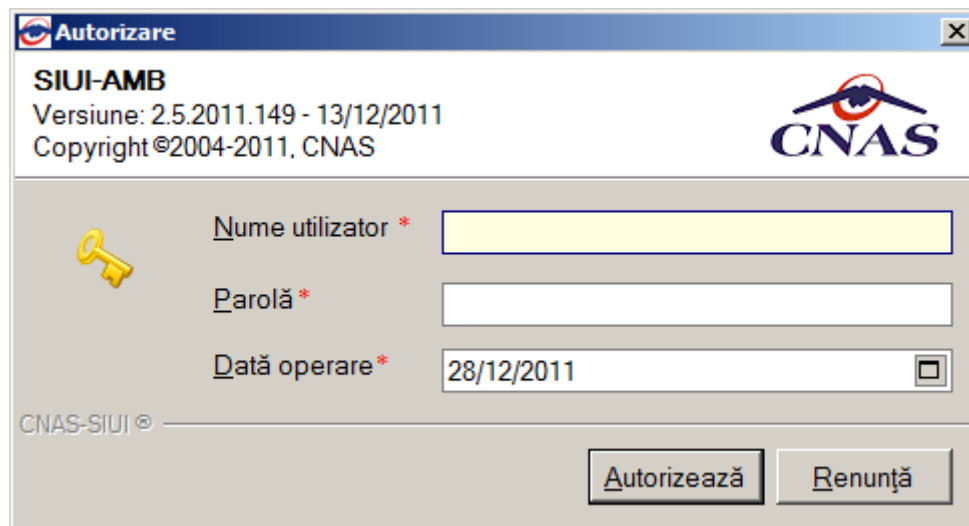 Autorizare
SIUI-AMB
Versiune: 2.5.2011.149 - 13/12/2011
Copyright ©2004-2011, CNAS
CNAS
Nume utilizator *
Parolă *
Dată operare * 28/12/2011
CNAS-SIUI ®
Autorizează Renunţă